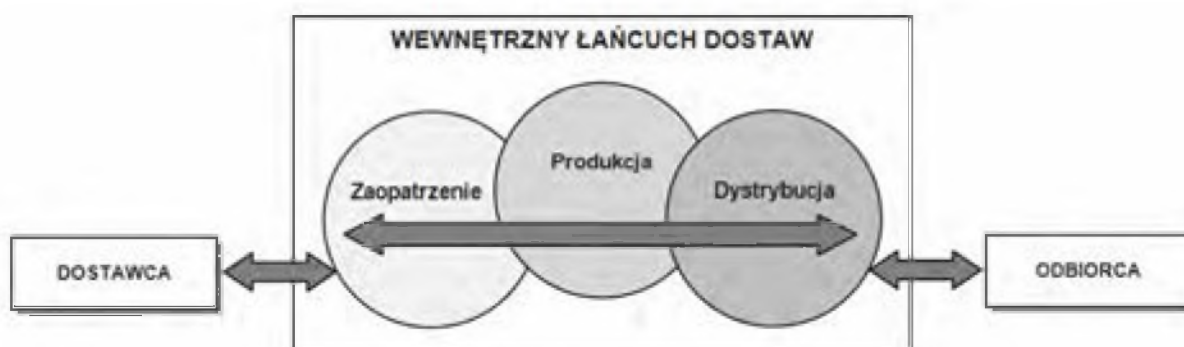 WEWNĘTRZNY ŁAŃCUCH DOSTAW
Produkcja
Zaopatrzenie
Dystrybucja
DOSTAWCA
ODBIORCA